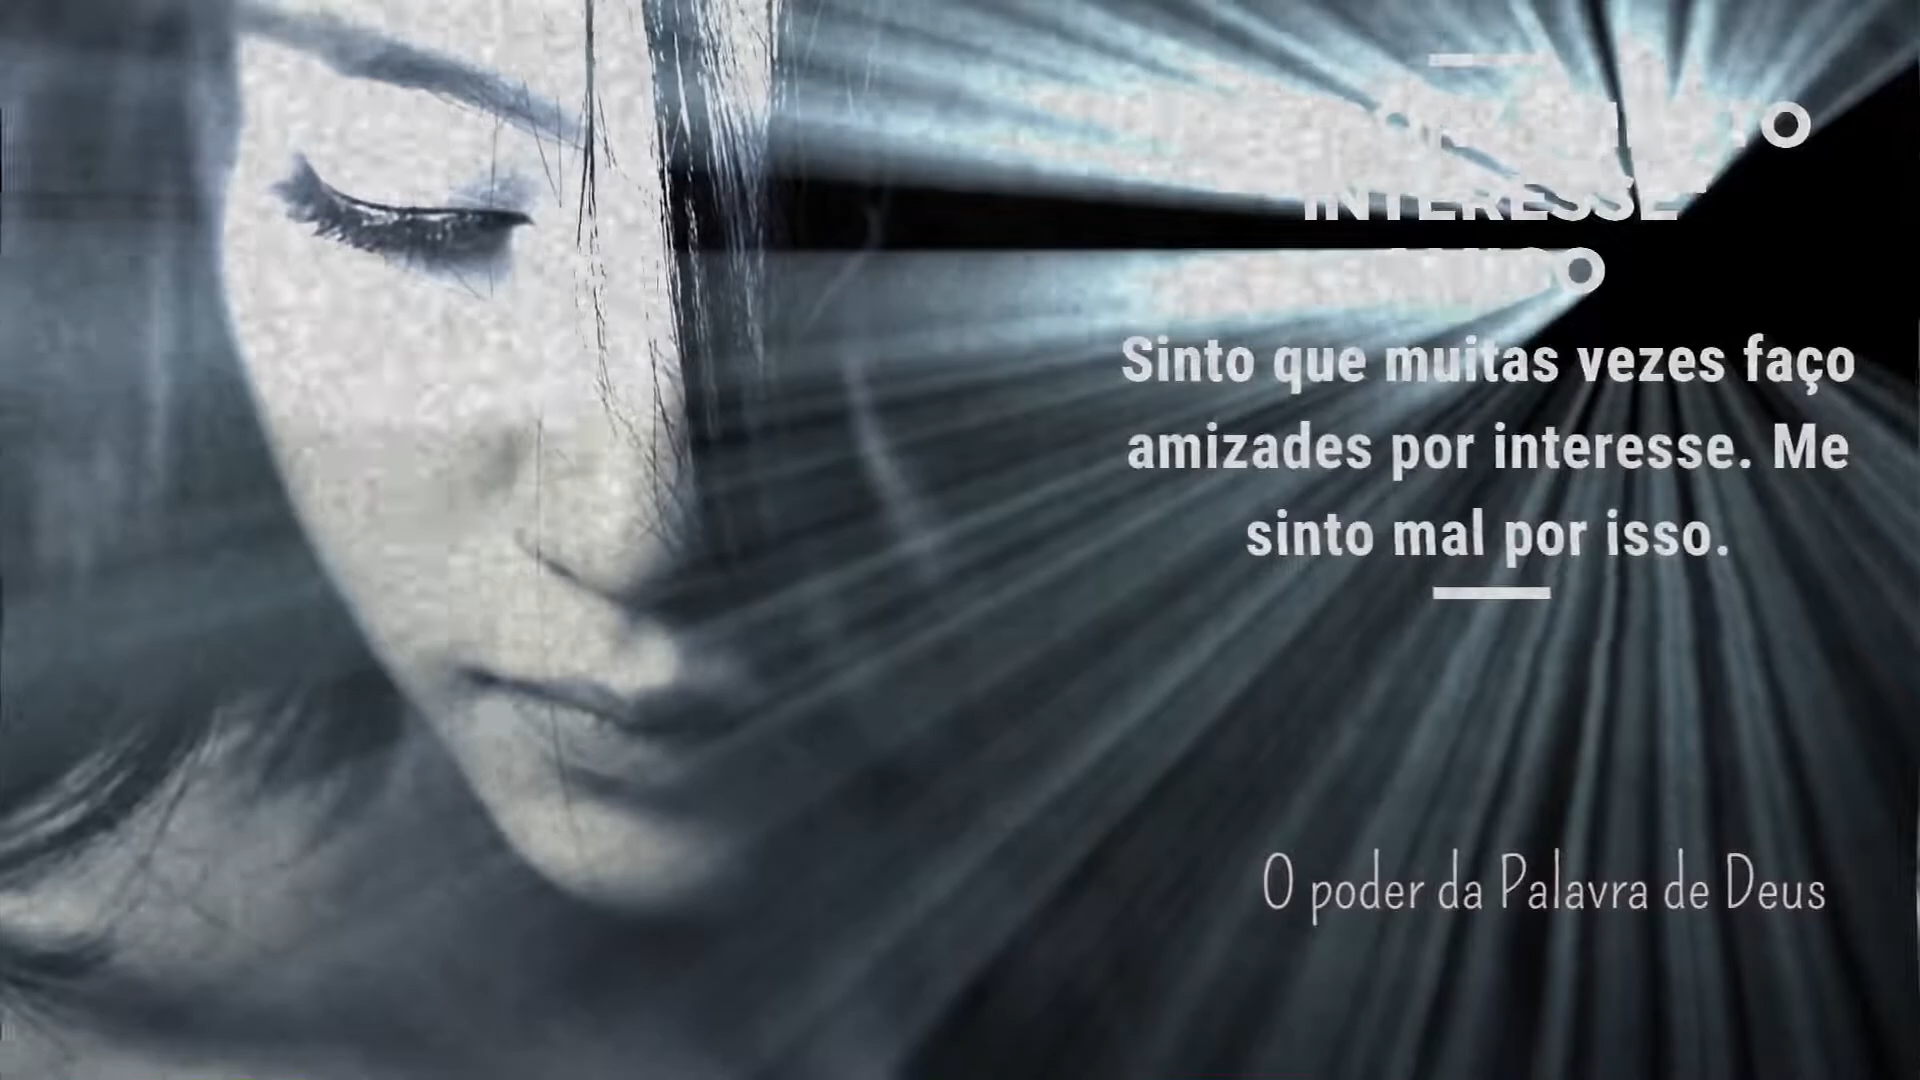 INTERESSE
Sinto que muitas vezes faço
amizades por interesse. Me
sinto mal por isso.
O poder da Palavra de Deus